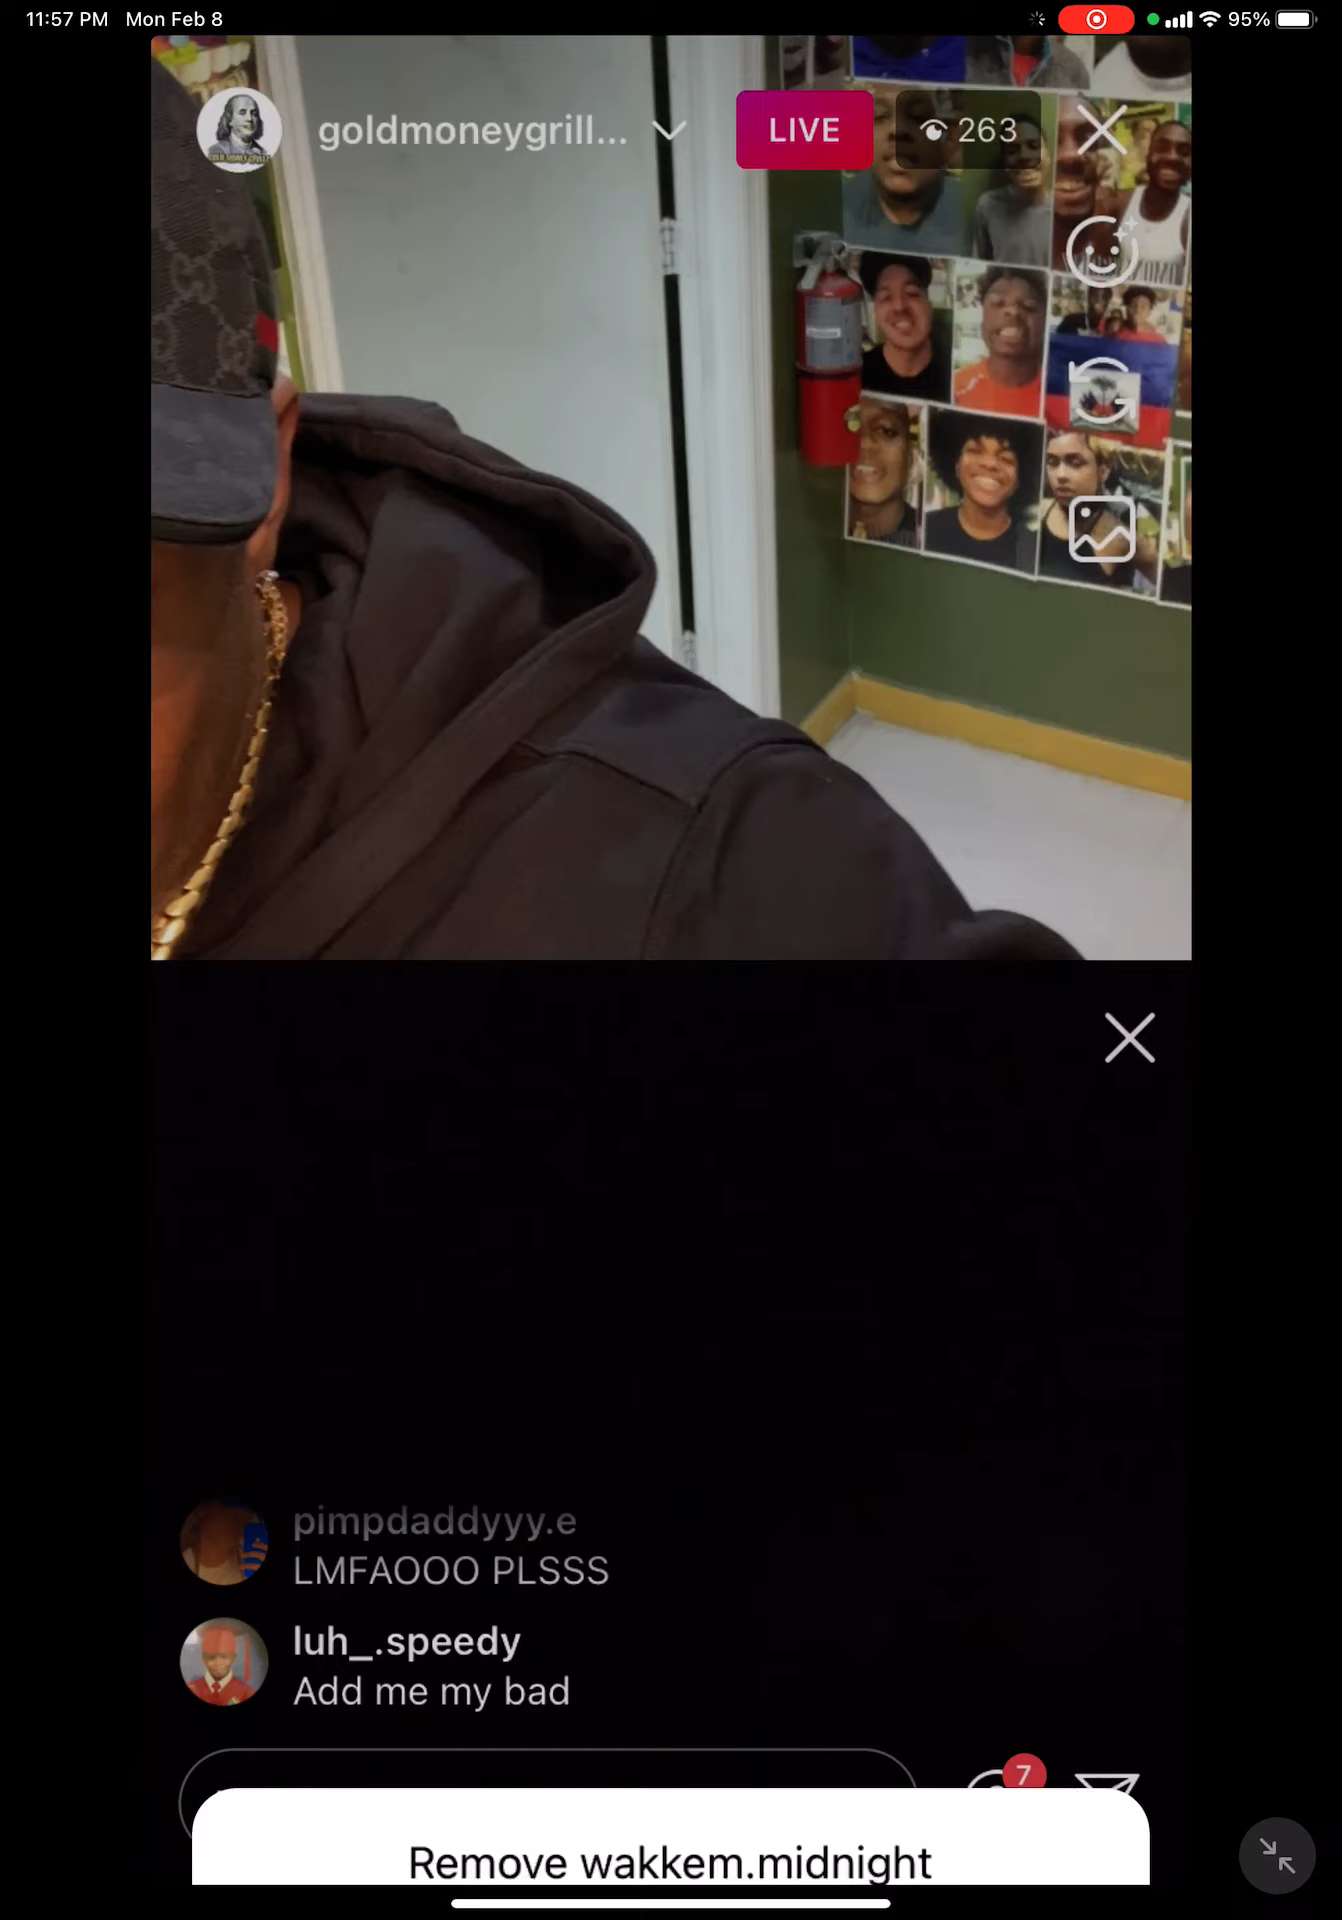 11:57 PM Mon Feb 8 95%
goldmoneygrill... LIVE 263
pimpdaddyyy.e
LMFAOOO PLSSS
luh_.speedy
Add me my bad
7
Remove wakkem.midnight